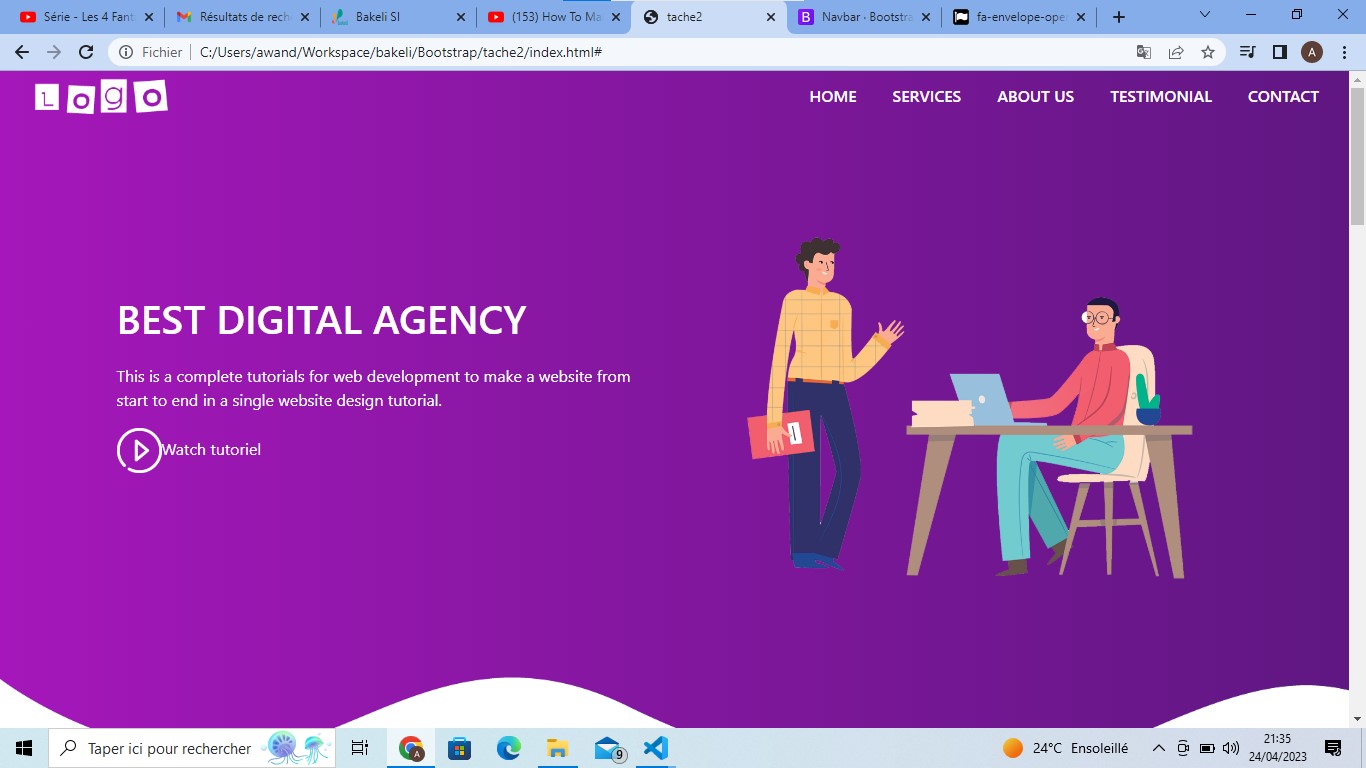 Série - Les 4 Fant
Résultats de rech
Bakeli SI
(153) How To Ma
tache2
Navbar · Bootstra
fa-envelope-ope
Fichier
C:/Users/awand/Workspace/bakeli/Bootstrap/tache2/index.html#
A
LOgO
HOME
SERVICES
ABOUT US
TESTIMONIAL
CONTACT
BEST DIGITAL AGENCY
This is a complete tutorials for web development to make a website from
start to end in a single website design tutorial.
Watch tutoriel
Taper ici pour rechercher
A
9
24°C Ensoleillé
21:35
24/04/2023